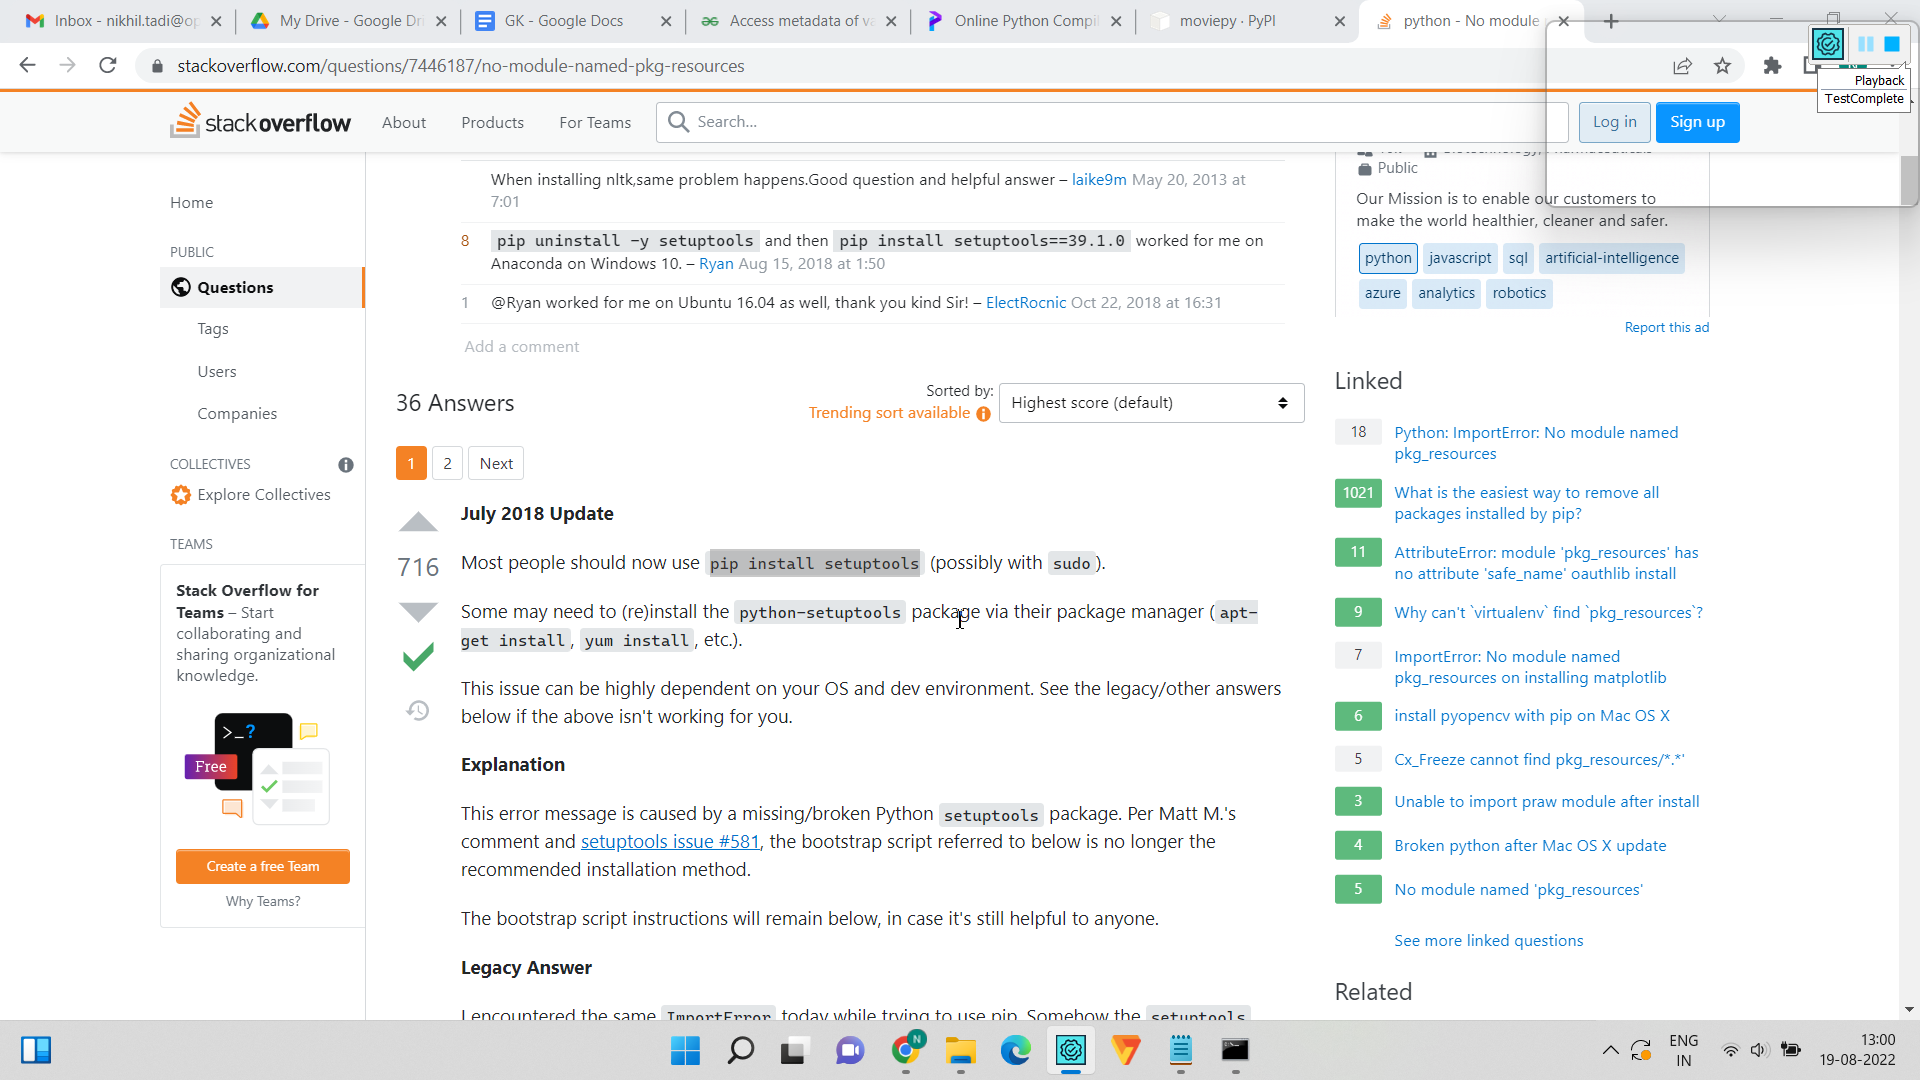 Inbox - nikhil.tadi@op
My Drive - Google Dri
GK - Google Docs
Access metadata of va
Online Python Compil
moviepy · PyPI
python - No module
stackoverflow.com/questions/7446187/no-module-named-pkg-resources
Playback
TestComplete
stackoverflow
About
Products
For Teams
Search...
Log in
Sign up
Home
PUBLIC
Questions
Tags
Users
Companies
COLLECTIVES
Explore Collectives
TEAMS
Stack Overflow for
Teams – Start
collaborating and
sharing organizational
knowledge.
>_?
Free
Create a free Team
Why Teams?
When installing nltk,same problem happens.Good question and helpful answer – laike9m May 20, 2013 at
7:01
8 pip uninstall -y setuptools and then pip install setuptools==39.1.0 worked for me on
Anaconda on Windows 10. – Ryan Aug 15, 2018 at 1:50
1 @Ryan worked for me on Ubuntu 16.04 as well, thank you kind Sir! – ElectRocnic Oct 22, 2018 at 16:31
Add a comment
36 Answers
Sorted by:
Trending sort available
Highest score (default)
1 2 Next
716
July 2018 Update
Most people should now use pip install setuptools (possibly with sudo ).
Some may need to (re)install the python-setuptools package via their package manager ( apt-
get install , yum install , etc.).
This issue can be highly dependent on your OS and dev environment. See the legacy/other answers
below if the above isn't working for you.
Explanation
This error message is caused by a missing/broken Python setuptools package. Per Matt M.'s
comment and setuptools issue #581, the bootstrap script referred to below is no longer the
recommended installation method.
The bootstrap script instructions will remain below, in case it's still helpful to anyone.
Legacy Answer
I encountered the same ImportError today while trying to use pip. Somehow the setuptools
Public
Our Mission is to enable our customers to
make the world healthier, cleaner and safer.
python javascript sql artificial-intelligence
azure analytics robotics
Report this ad
Linked
18 Python: ImportError: No module named
pkg_resources
1021 What is the easiest way to remove all
packages installed by pip?
11 AttributeError: module 'pkg_resources' has
no attribute 'safe_name' oauthlib install
9 Why can't `virtualenv` find `pkg_resources`?
7 ImportError: No module named
pkg_resources on installing matplotlib
6 install pyopencv with pip on Mac OS X
5 Cx_Freeze cannot find pkg_resources/*.*'
3 Unable to import praw module after install
4 Broken python after Mac OS X update
5 No module named 'pkg_resources'
See more linked questions
Related
N
ENG
IN
13:00
19-08-2022